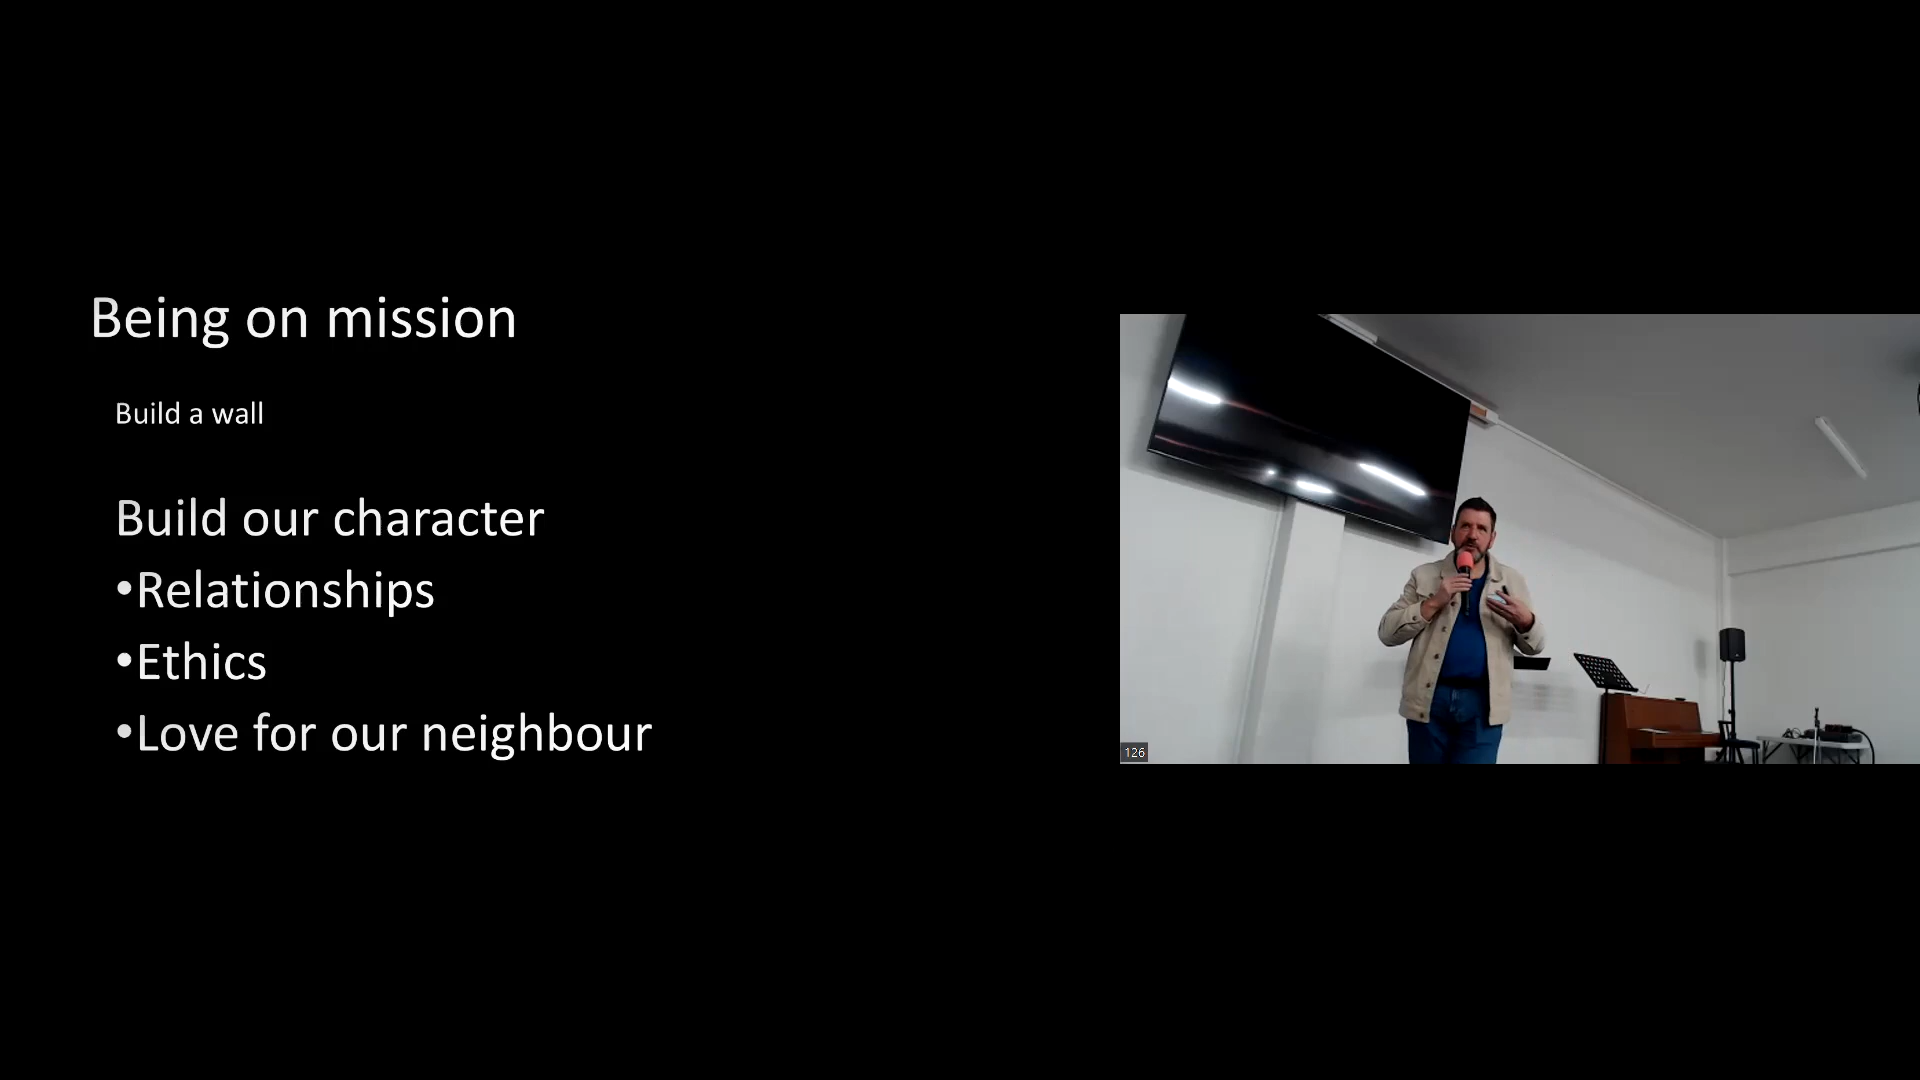 Being on mission
Build a wall
Build our character
•Relationships
•Ethics
•Love for our neighbour
126